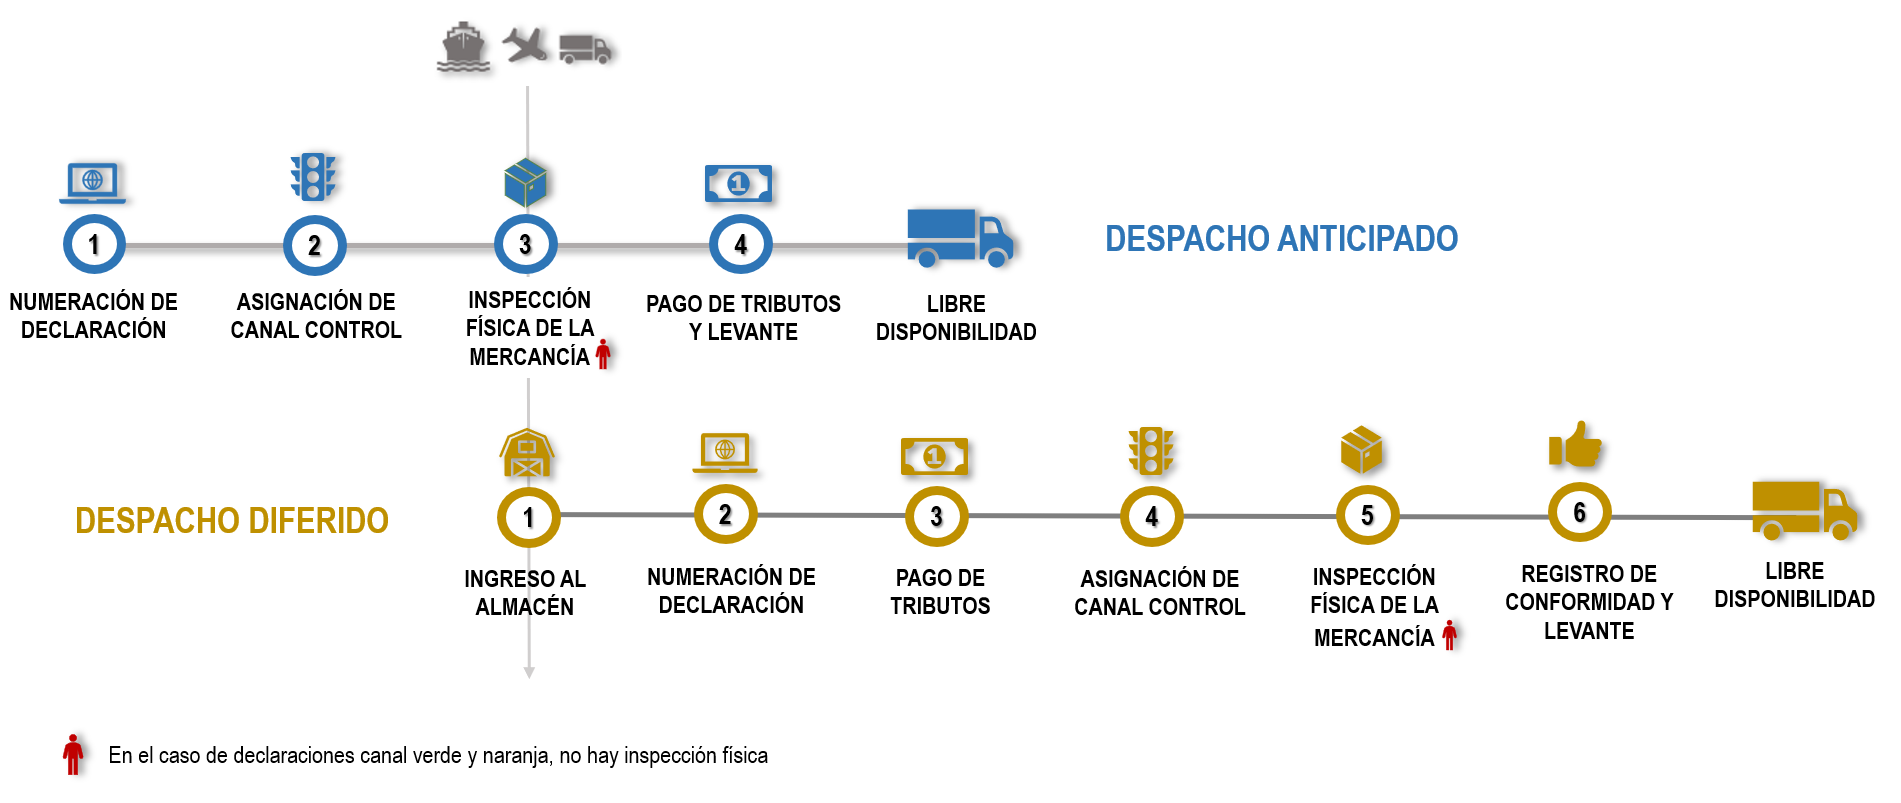 1
2
3
4
NUMERACIÓN DE
DECLARACIÓN
ASIGNACIÓN DE
CANAL CONTROL
INSPECCIÓN
FÍSICA DE LA
MERCANCÍA
1
PAGO DE TRIBUTOS
Y LEVANTE
LIBRE
DISPONIBILIDAD
DESPACHO ANTICIPADO
DESPACHO DIFERIDO
1
2
3
4
5
6
INGRESO AL
ALMACÉN
NUMERACIÓN DE
DECLARACIÓN
1
PAGO DE
TRIBUTOS
ASIGNACIÓN DE
CANAL CONTROL
INSPECCIÓN
FÍSICA DE LA
MERCANCÍA
REGISTRO DE
CONFORMIDAD Y
LEVANTE
LIBRE
DISPONIBILIDAD
En el caso de declaraciones canal verde y naranja, no hay inspección física